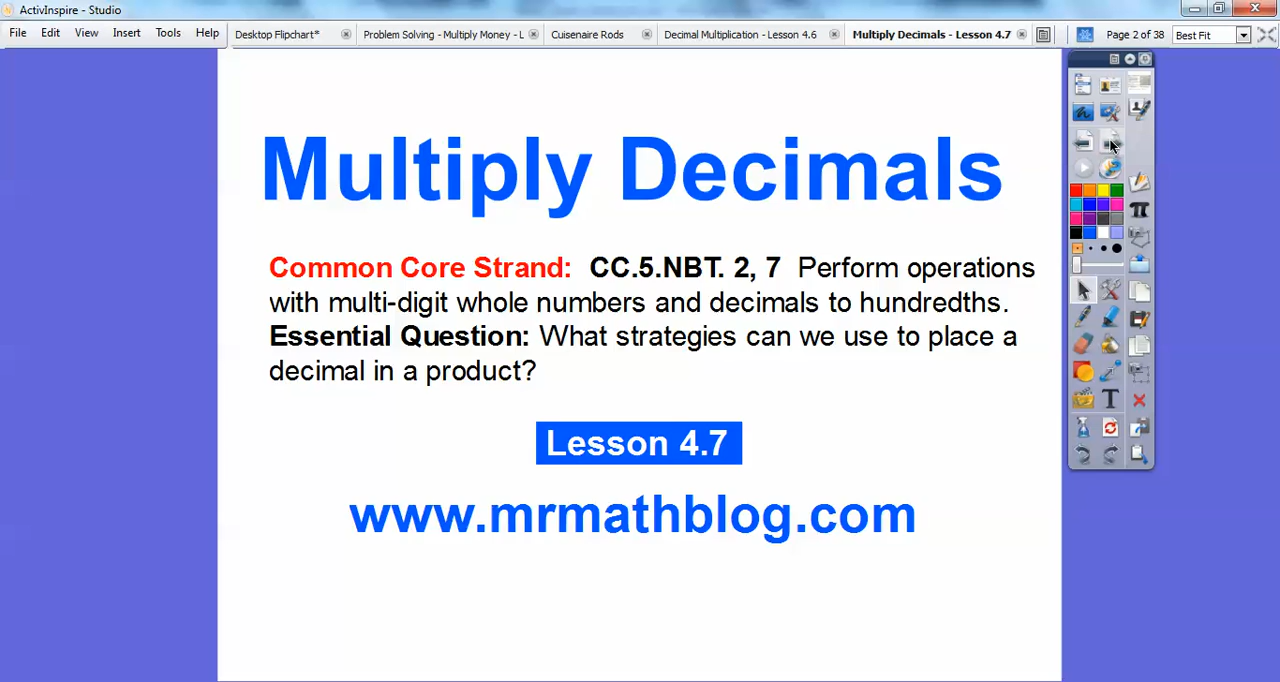 ActivInspire - Studio
File Edit View Insert Tools Help Desktop Flipchart* Problem Solving - Multiply Money - L Cuisenaire Rods Decimal Multiplication - Lesson 4.6 Multiply Decimals - Lesson 4.7 Page 2 of 38 Best Fit
Multiply Decimals
Common Core Strand: CC.5.NBT. 2, 7 Perform operations
with multi-digit whole numbers and decimals to hundredths.
Essential Question: What strategies can we use to place a
decimal in a product?
Lesson 4.7
www.mrmathblog.com